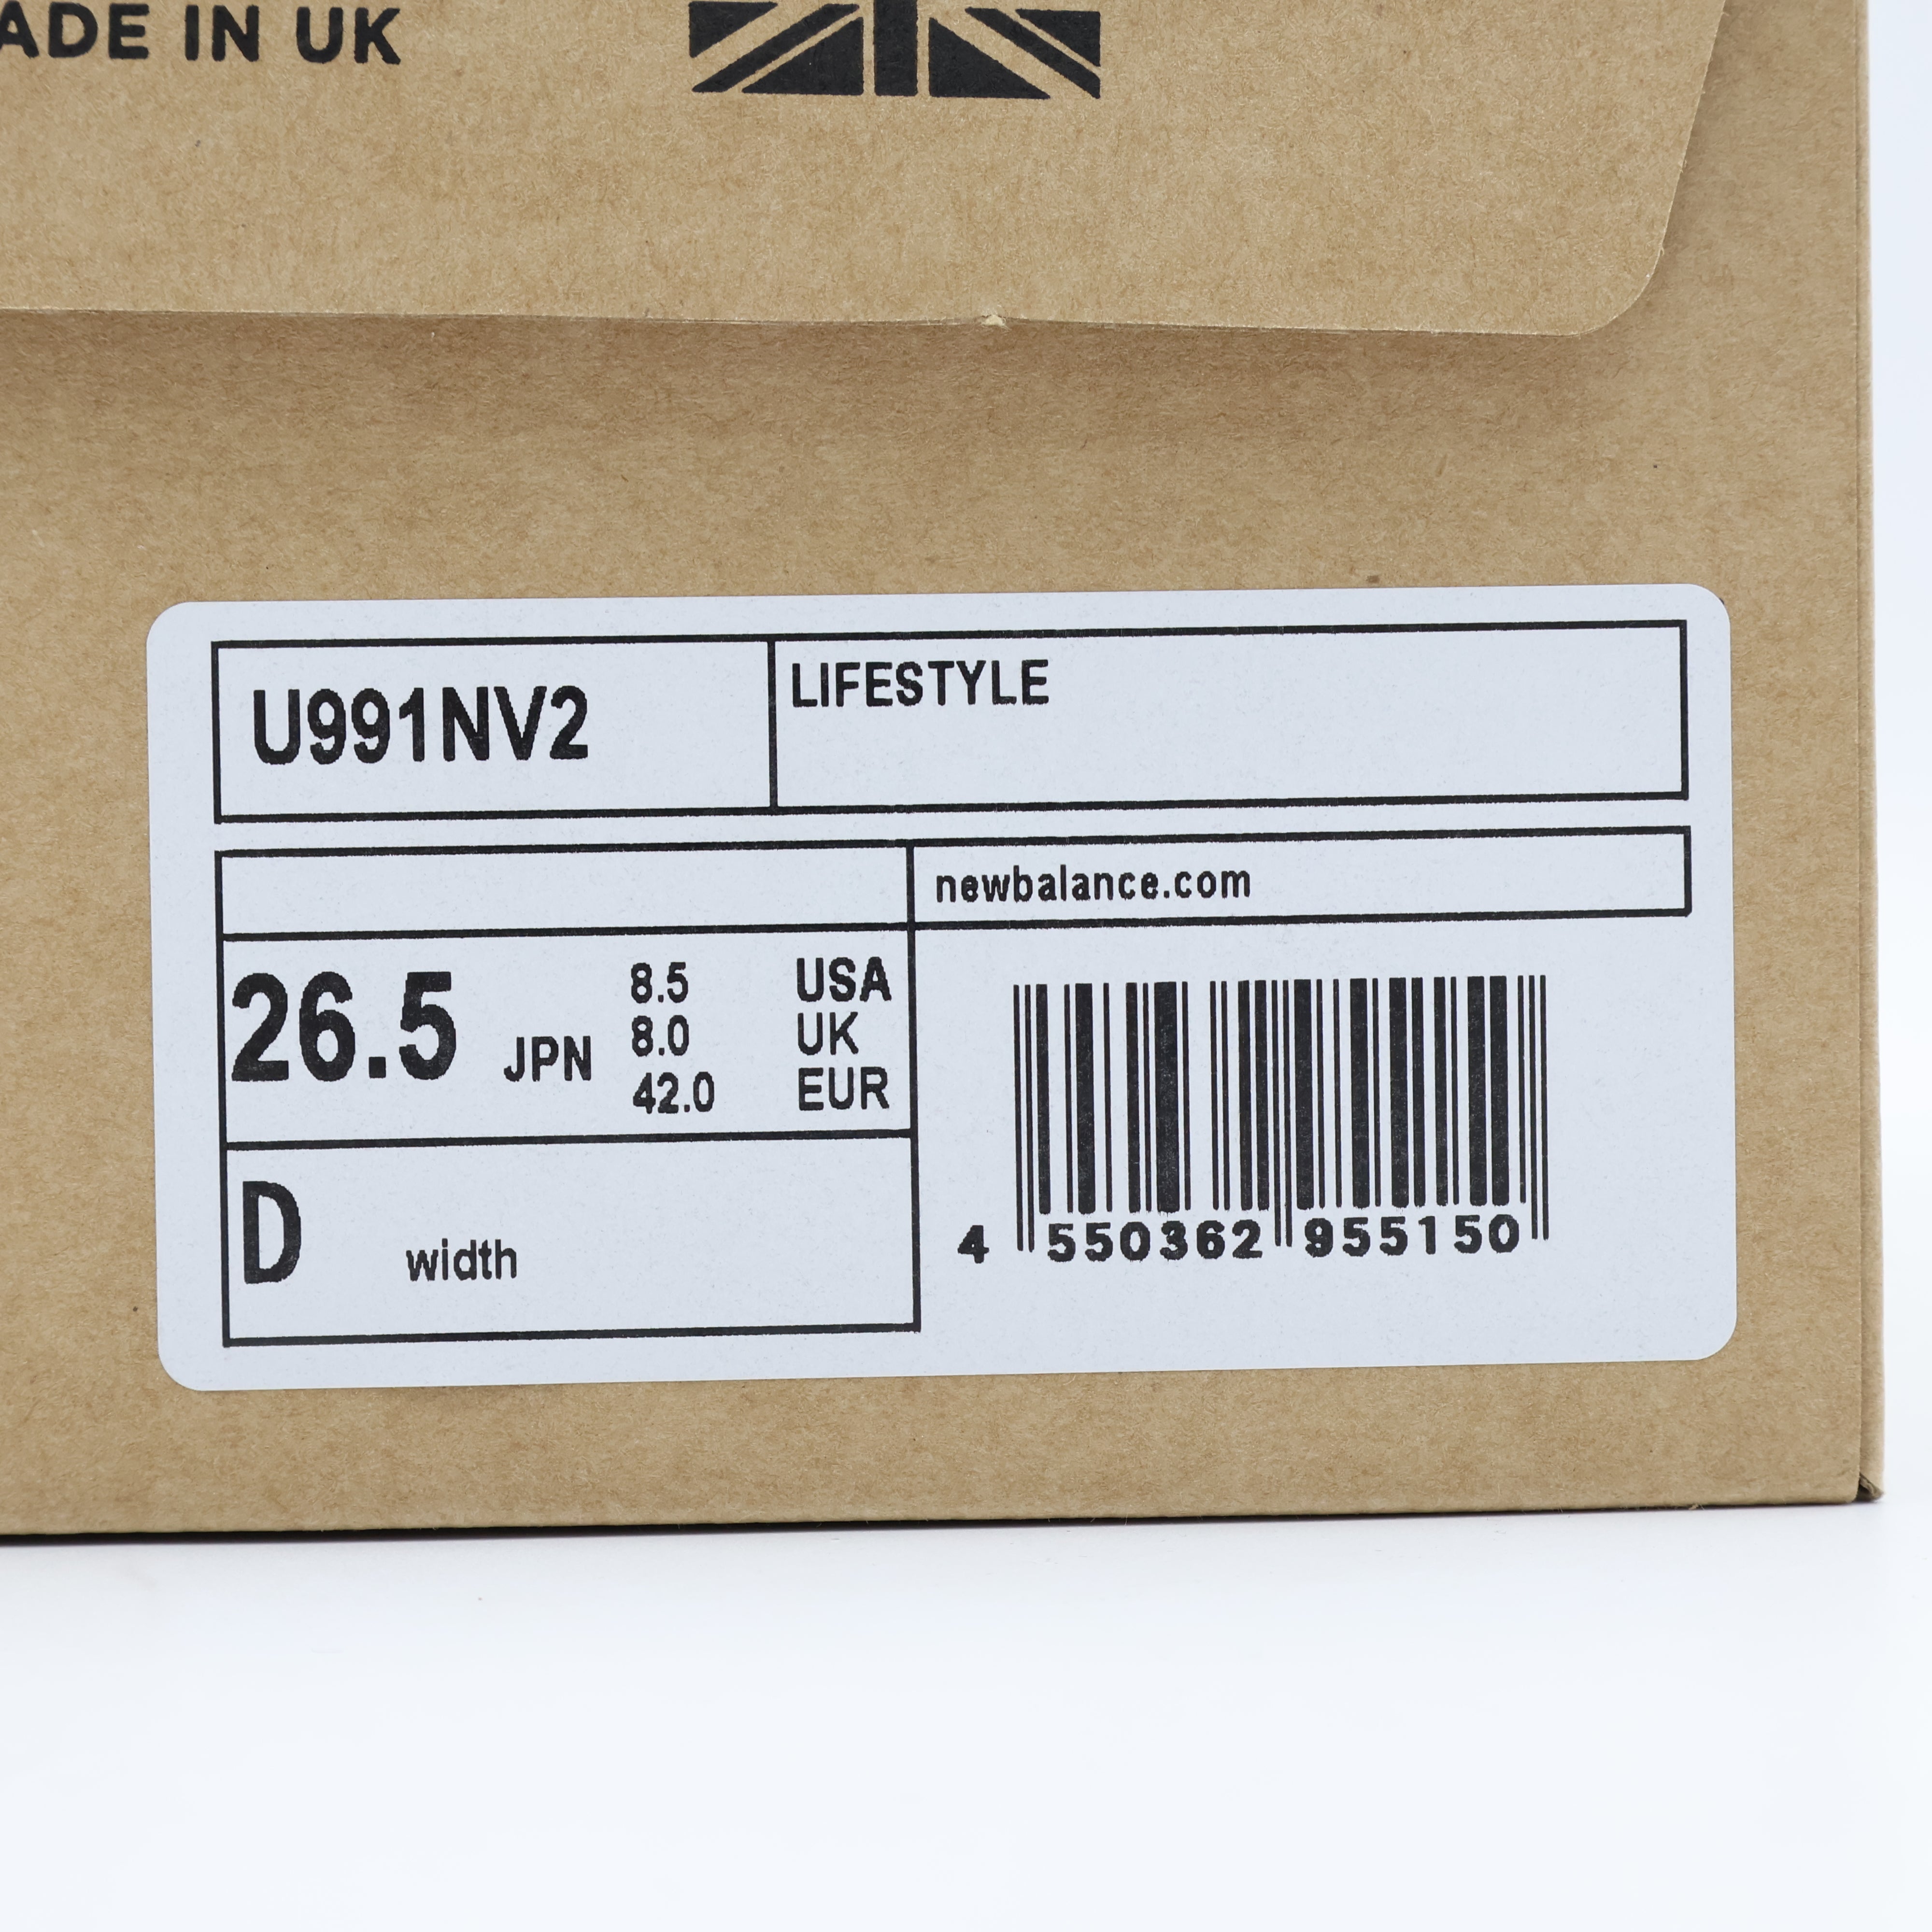 ADE IN UK
U991NV2
LIFESTYLE
newbalance.com
26.5 JPN
8.5 USA
8.0 UK
42.0 EUR
D width
4 550362 955150